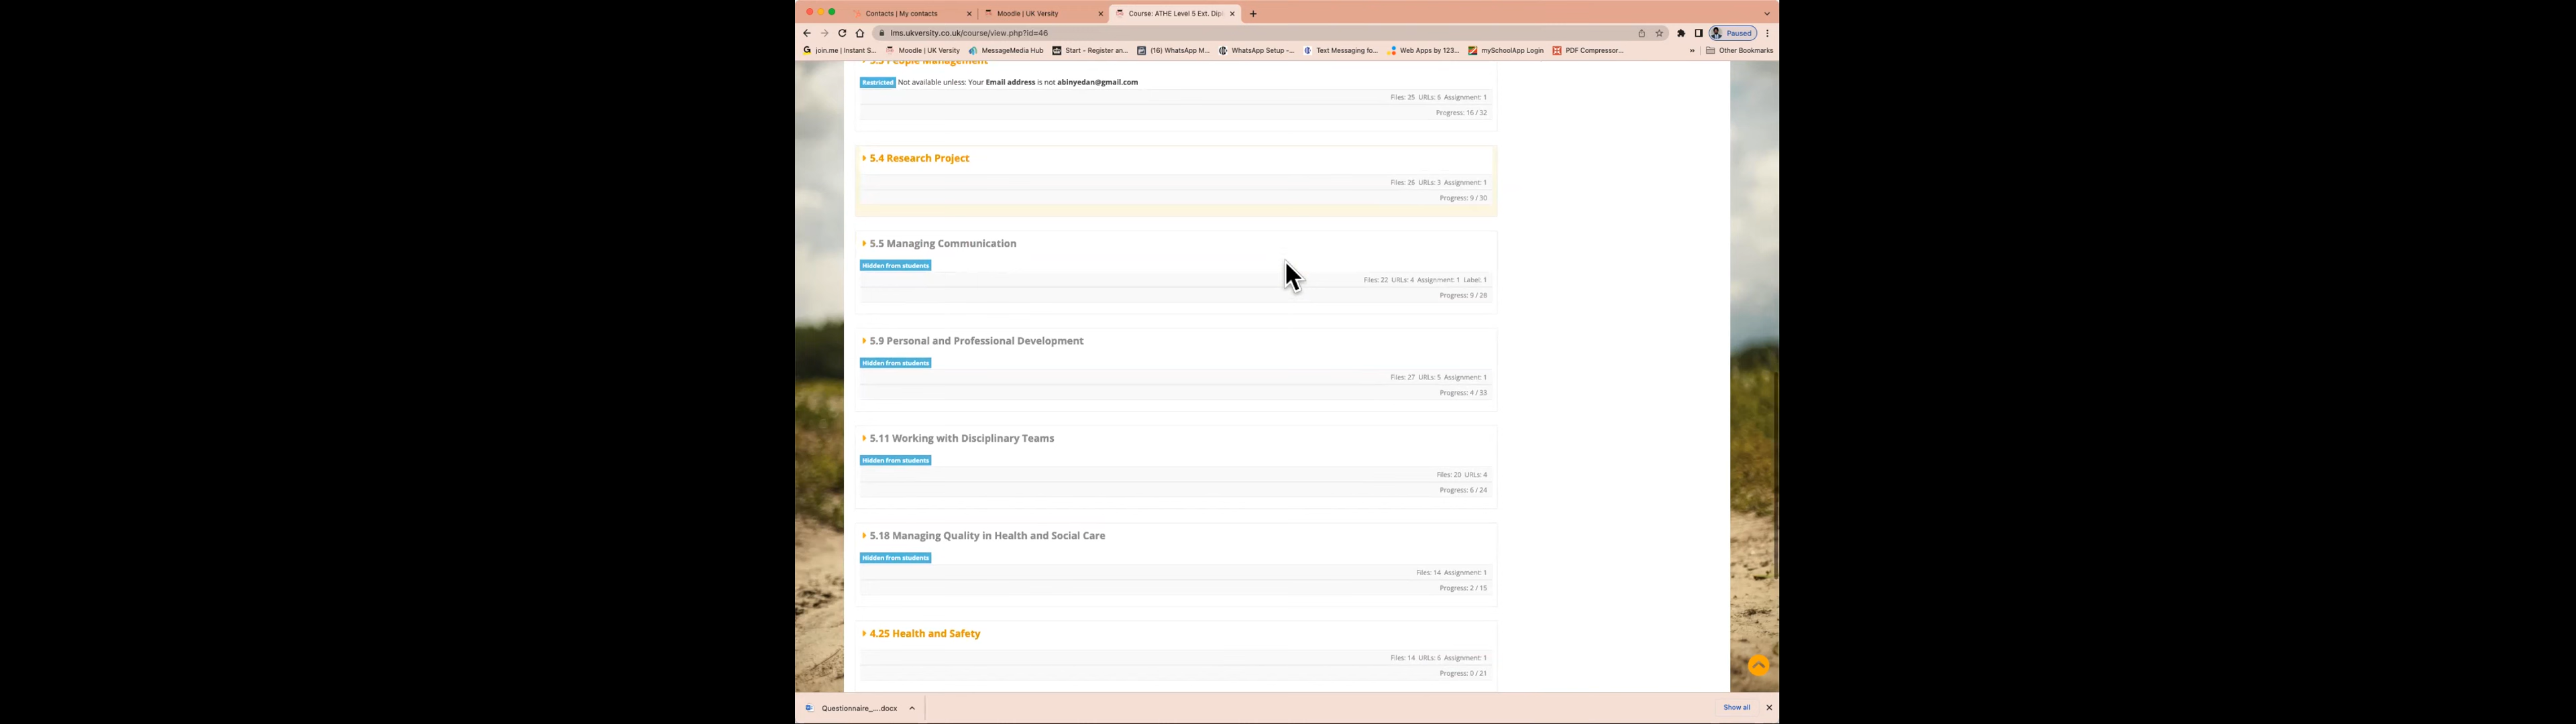 Contacts | My contacts
Moodle | UK Versity
Course: ATHE Level 5 Ext. Dip
lms.ukversity.co.uk/course/view.php?id=46
Paused
join.me | Instant S...
Moodle | UK Versity
MessageMedia Hub
Start - Register an...
(16) WhatsApp M...
WhatsApp Setup -...
Text Messaging fo...
Web Apps by 123...
mySchoolApp Login
PDF Compressor...
»
Other Bookmarks
5.3 People Management
Restricted Not available unless: Your Email address is not abinyedan@gmail.com
Files: 25 URLs: 6 Assignment: 1
Progress: 16 / 32
5.4 Research Project
Files: 26 URLs: 3 Assignment: 1
Progress: 9 / 30
5.5 Managing Communication
Hidden from students
Files: 22 URLs: 4 Assignment: 1 Label: 1
Progress: 9 / 28
5.9 Personal and Professional Development
Hidden from students
Files: 27 URLs: 5 Assignment: 1
Progress: 4 / 33
5.11 Working with Disciplinary Teams
Hidden from students
Files: 20 URLs: 4
Progress: 6 / 24
5.18 Managing Quality in Health and Social Care
Hidden from students
Files: 14 Assignment: 1
Progress: 2 / 15
4.25 Health and Safety
Files: 14 URLs: 6 Assignment: 1
Progress: 0 / 21
Questionnaire_....docx
Show all